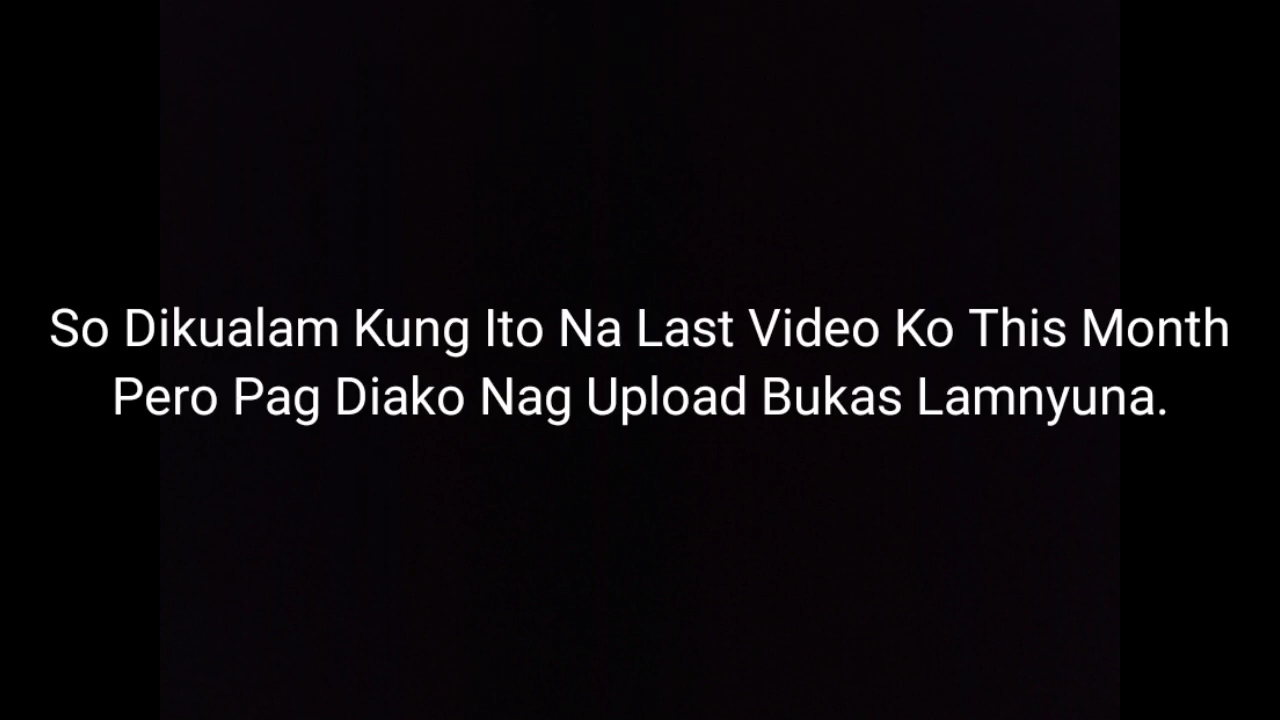 So Dikualam Kung Ito Na Last Video Ko This Month
Pero Pag Diako Nag Upload Bukas Lamnyuna.